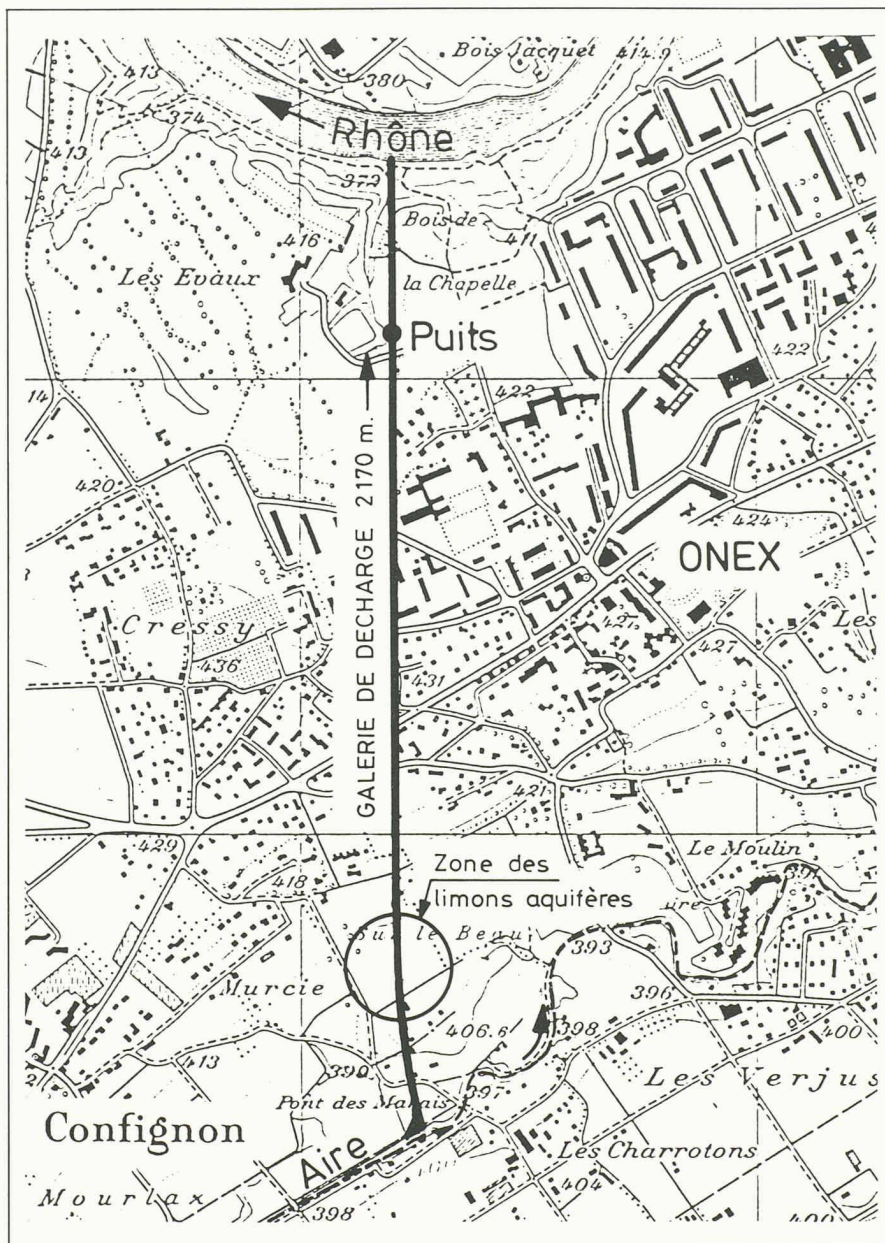 Bois Jacquet
413
414.9
380
374
Rhône
413
372
Bois de
411
416
Les Evaux
la Chapelle
Puits
422
14
422
420
GALERIE DE DECHARGE 2170 m.
424
ONEX
Cressy
427
Les
436
427
431
421
429
Zone des
limons aquifères
Le Moulin
418
Sur le Beau
393
Murcie
396
406.6
398
400
413
390
397
Les Verjus
Pont des Marais
Confignon
Aire
Les Charrotons
404
Mourlax
398
400